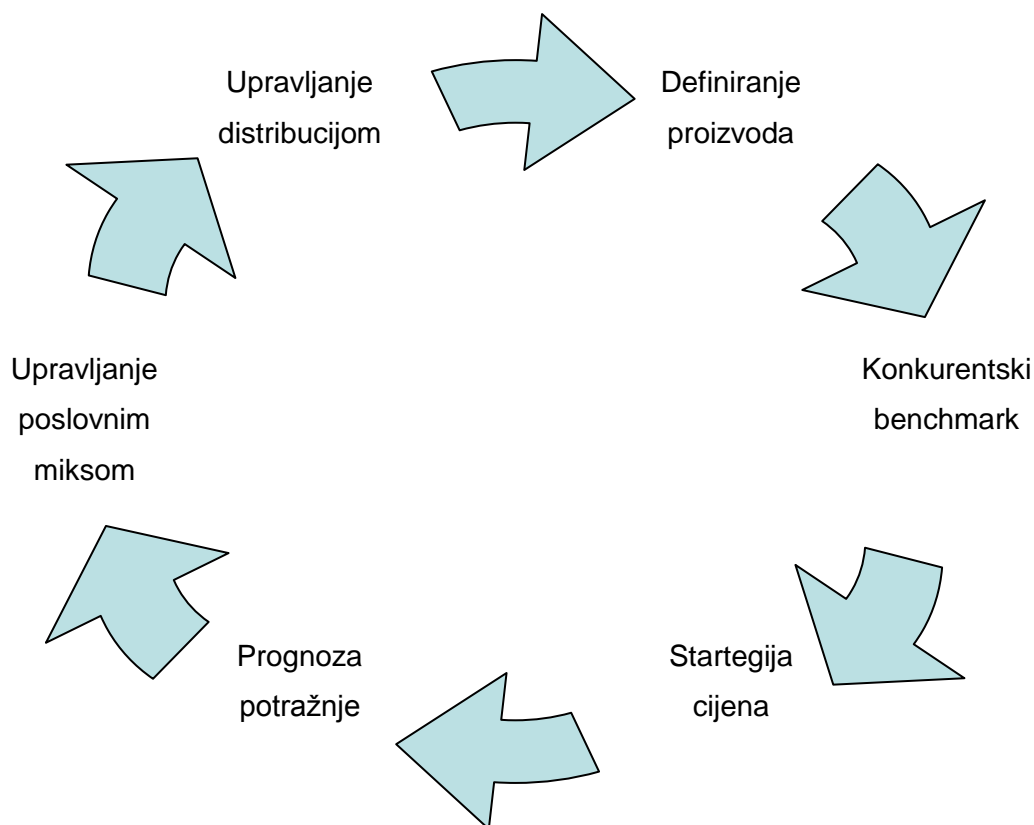 Upravljanje
distribucijom
Definiranje
proizvoda
Konkurentski
benchmark
Startegija
cijena
Prognoza
potražnje
Upravljanje
poslovnim
miksom